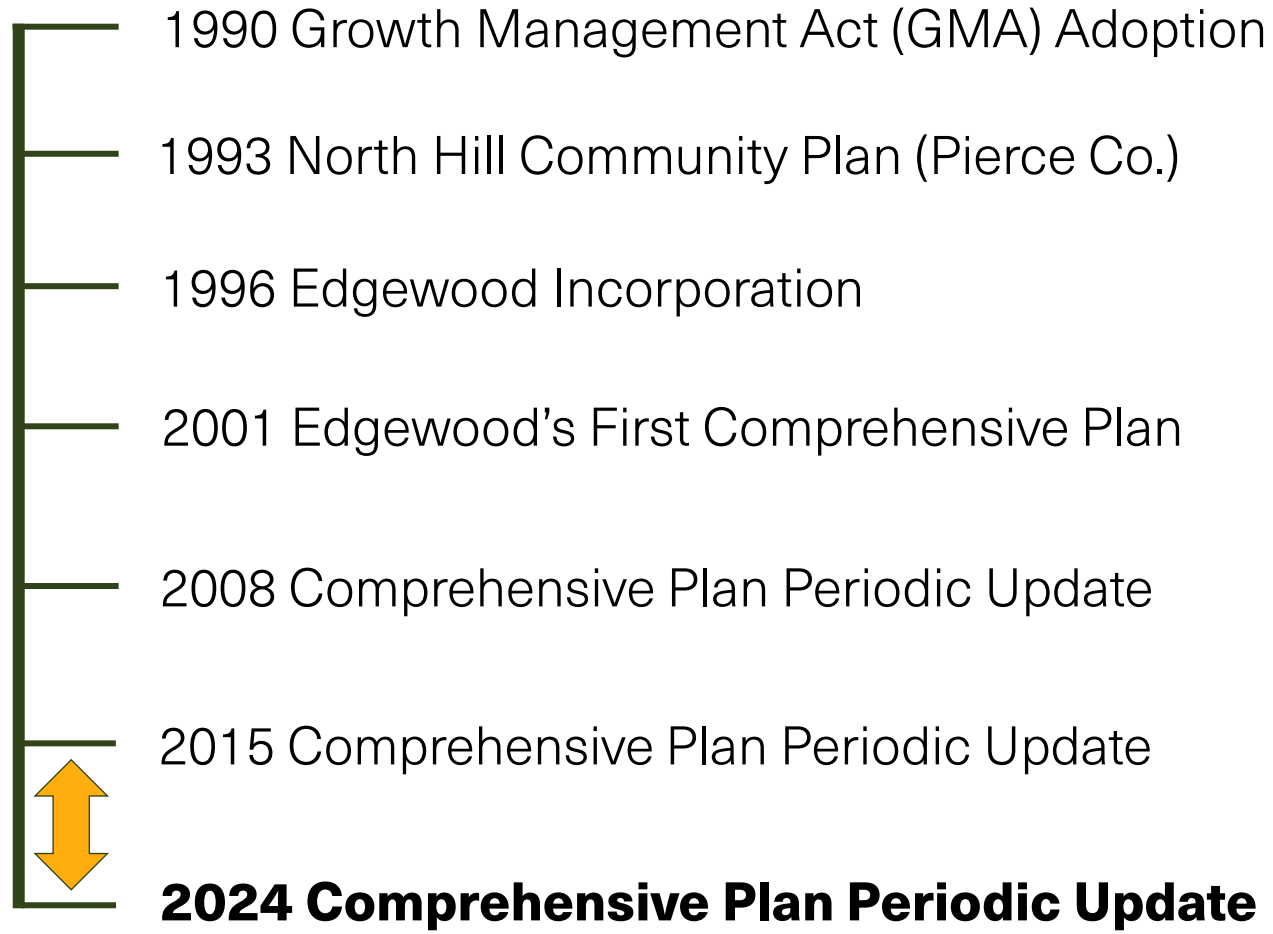 1990 Growth Management Act (GMA) Adoption
1993 North Hill Community Plan (Pierce Co.)
1996 Edgewood Incorporation
2001 Edgewood’s First Comprehensive Plan
2008 Comprehensive Plan Periodic Update
2015 Comprehensive Plan Periodic Update
2024 Comprehensive Plan Periodic Update